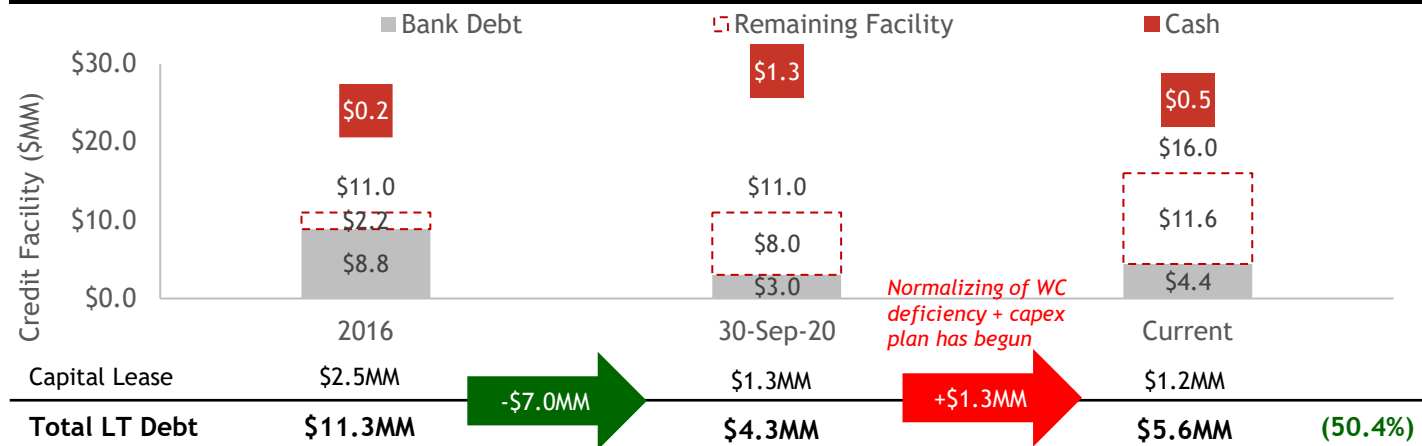 Bank Debt Remaining Facility Cash
Credit Facility ($MM)
$30.0
$20.0
$10.0
$0.0
$0.2
$11.0
$2.2
$8.8
$1.3
$11.0
$8.0
$3.0
$0.5
$16.0
$11.6
$4.4
Normalizing of WC
deficiency + capex
plan has begun
2016 30-Sep-20 Current
Capital Lease $2.5MM $1.3MM $1.2MM
-$7.0MM
+$1.3MM
Total LT Debt $11.3MM $4.3MM $5.6MM (50.4%)